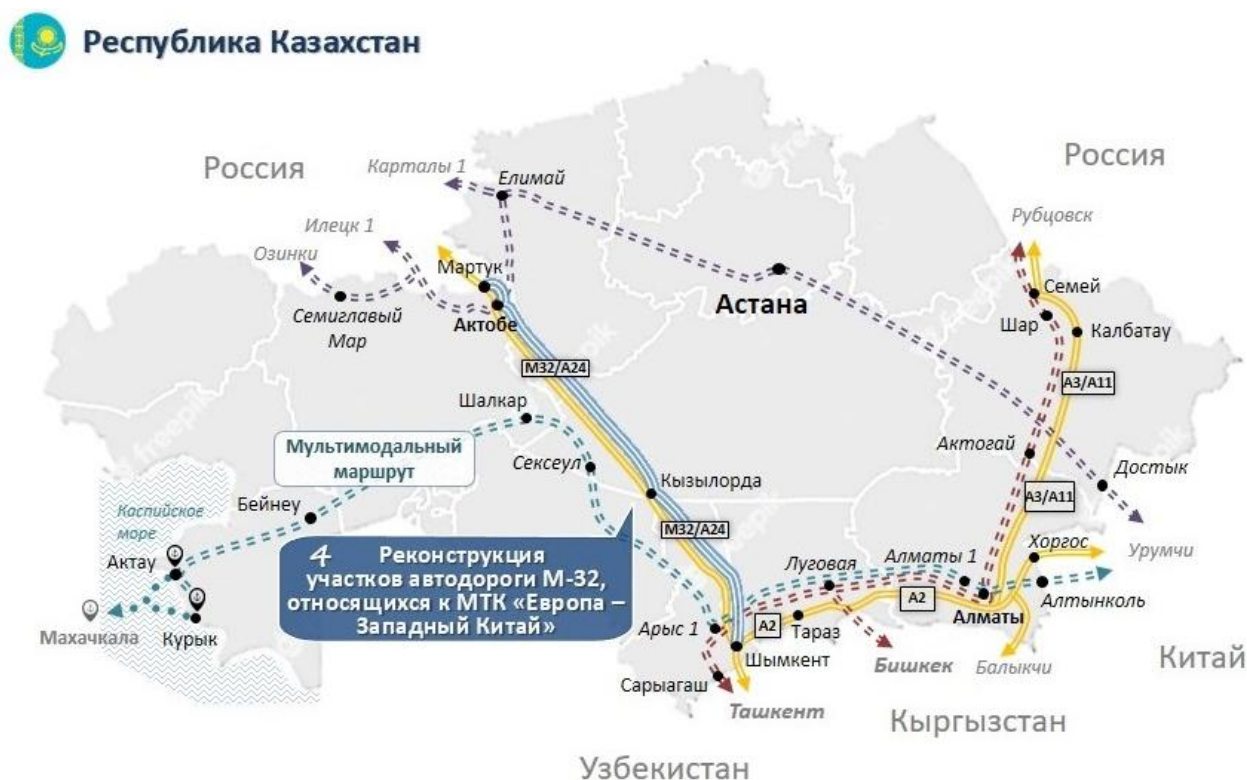 Республика Казахстан
Россия
Россия
Карталы 1
Елимай
Рубцовск
Илецк 1
Озинки
Мартук
Семей
Семиглавый
Мар
Актобе
Астана
Шар
Калбатау
М32/А24
А3/А11
Шалкар
Мультимодальный
маршрут
Сексеул
Актогай
Достык
Кызылорда
А3/А11
Бейнеу
М32/А24
Каспийское
море
Актау
Хоргос
Урумчи
4 Реконструкция
участков автодороги М-32,
относящихся к МТК «Европа –
Западный Китай»
Луговая
Алматы 1
Махачкала
Курык
Арыс 1
А2
Тараз
А2
Алматы
Алтынколь
Шымкент
Бишкек
Балыкчи
Китай
Сарыагаш
Ташкент
Кыргызстан
Узбекистан